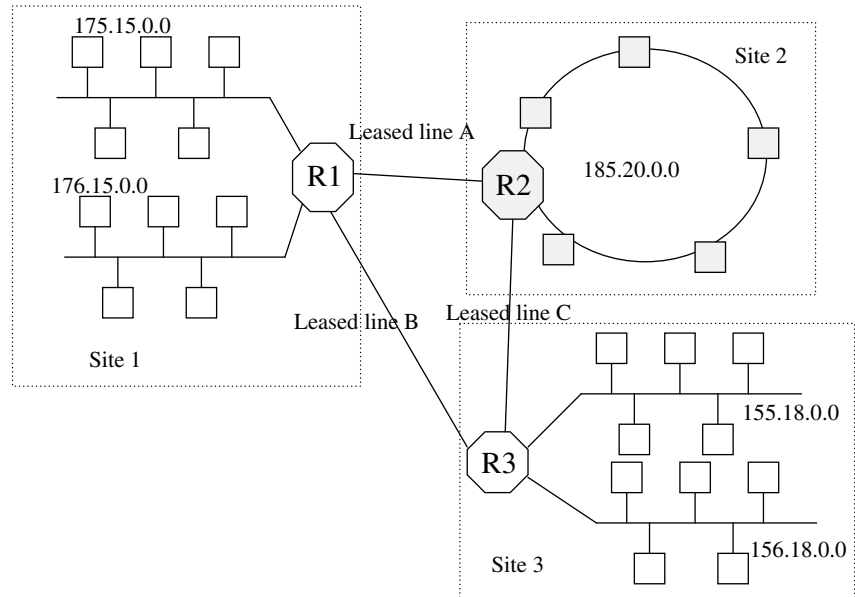 175.15.0.0
Site 2
Leased line A
R1
R2
185.20.0.0
176.15.0.0
Leased line B
Leased line C
Site 1
155.18.0.0
R3
156.18.0.0
Site 3